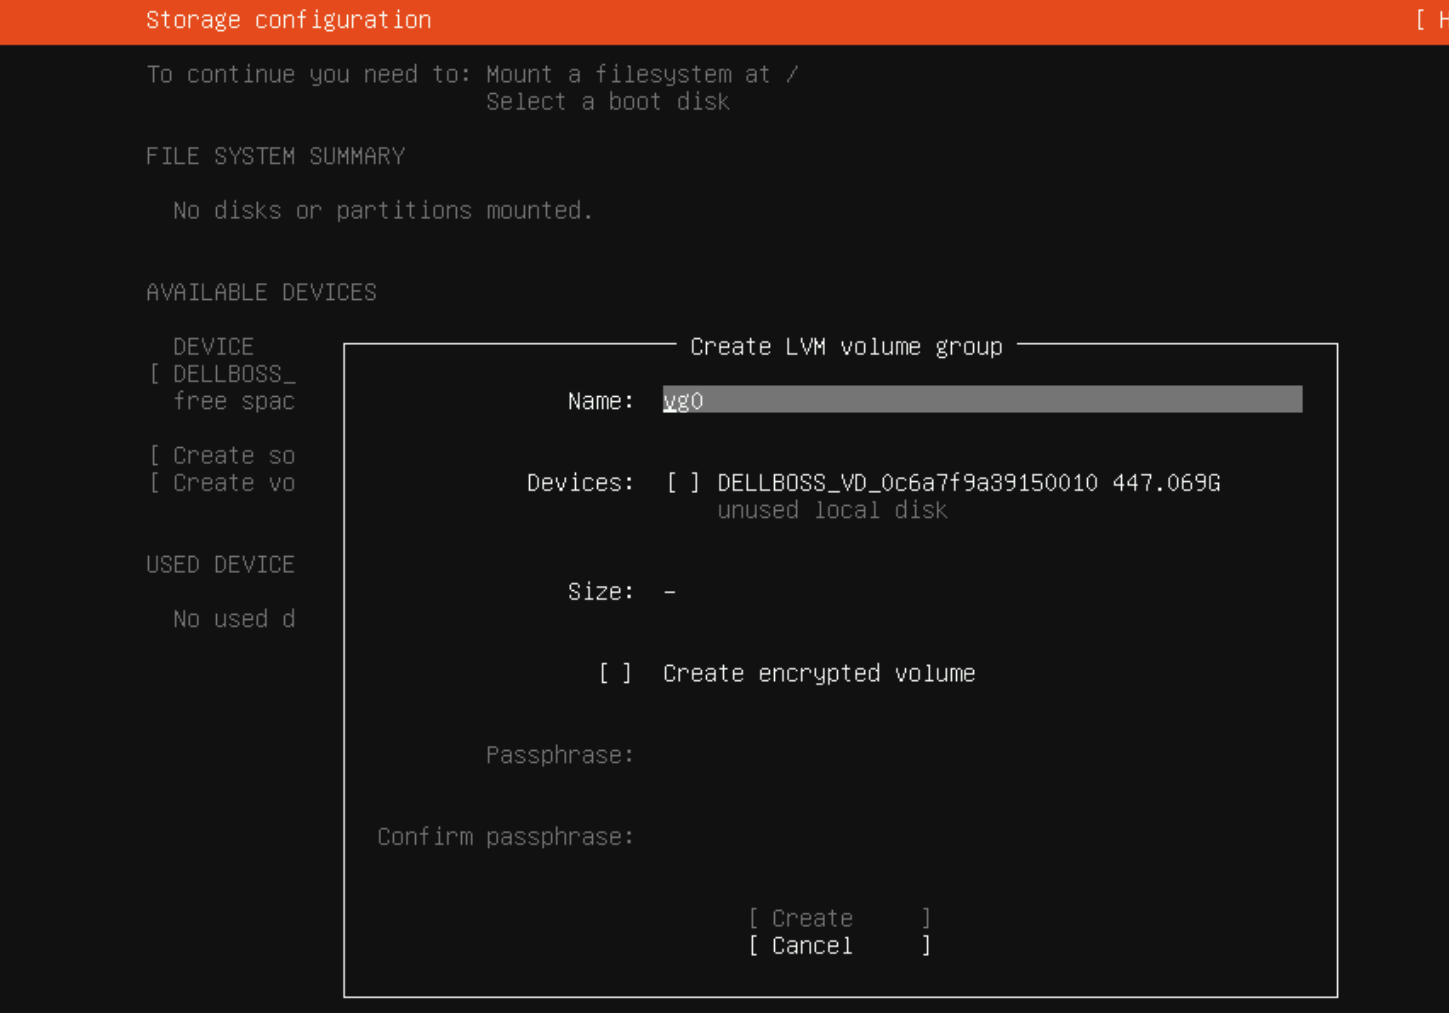 Storage configuration [ H
To continue you need to: Mount a filesystem at /
Select a boot disk
FILE SYSTEM SUMMARY
No disks or partitions mounted.
AVAILABLE DEVICES
DEVICE
[ DELLBOSS_
free spac
[ Create so
[ Create vo
USED DEVICE
No used d
Create LVM volume group
Name: vg0
Devices: [ ] DELLBOSS_VD_0c6a7f9a39150010 447.069G
unused local disk
Size: -
[ ] Create encrypted volume
Passphrase:
Confirm passphrase:
[ Create ]
[ Cancel ]